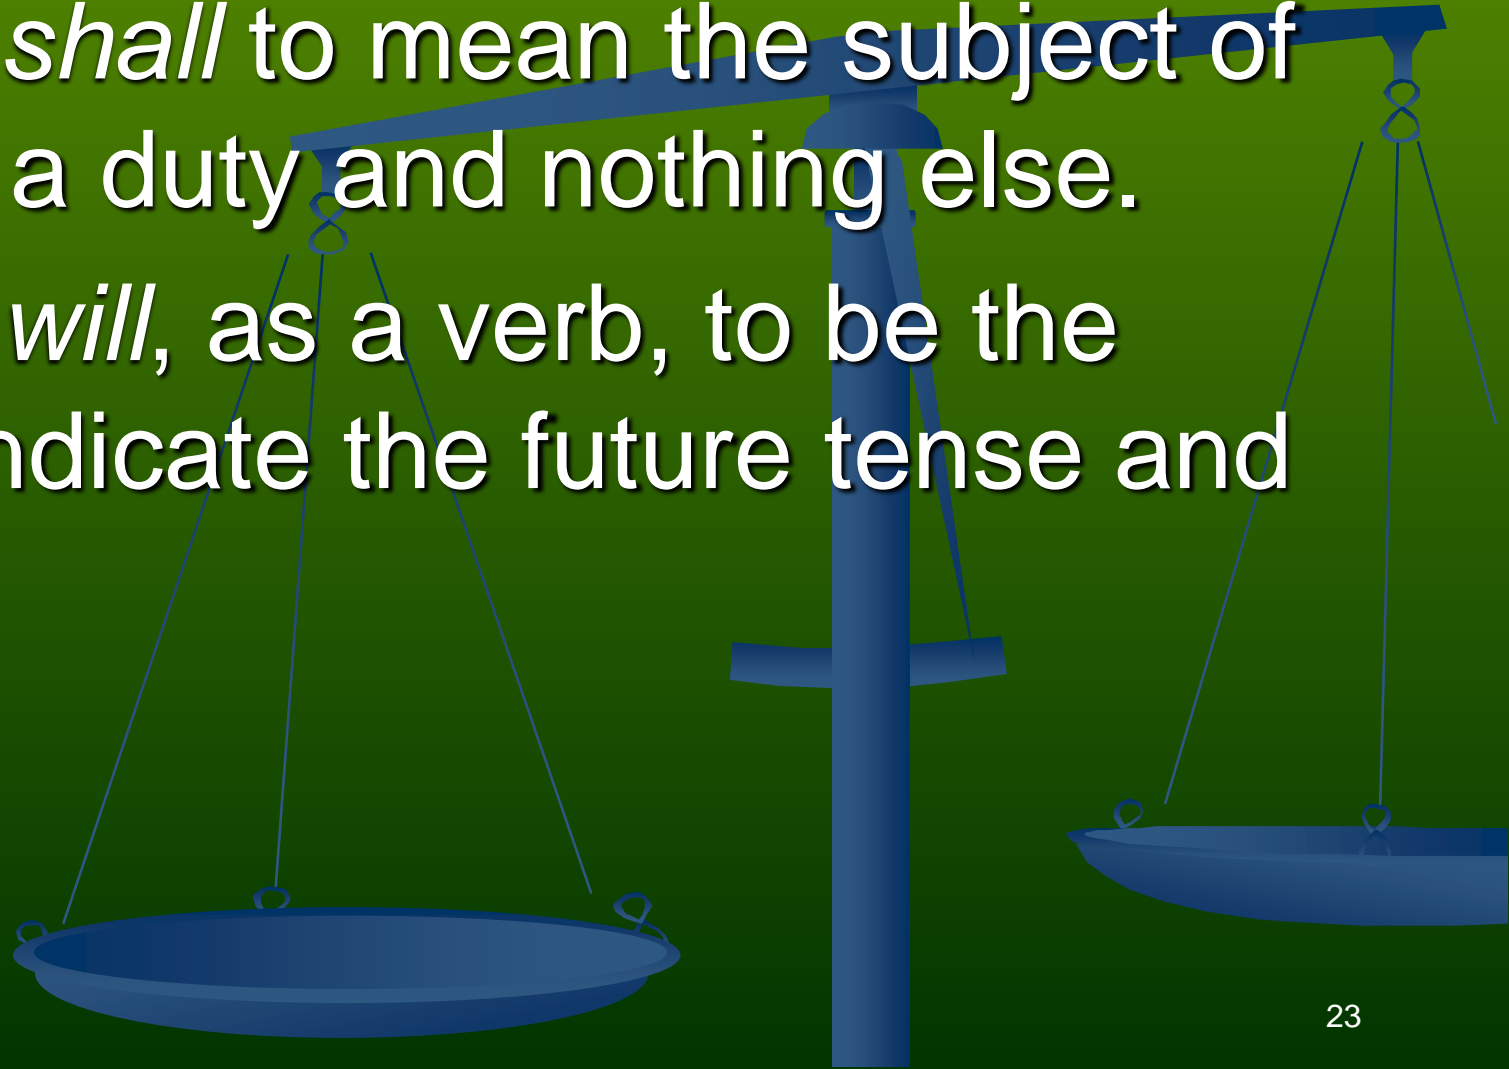 shall to mean the subject of
a duty and nothing else.
will, as a verb, to be the
ndicate the future tense and
23